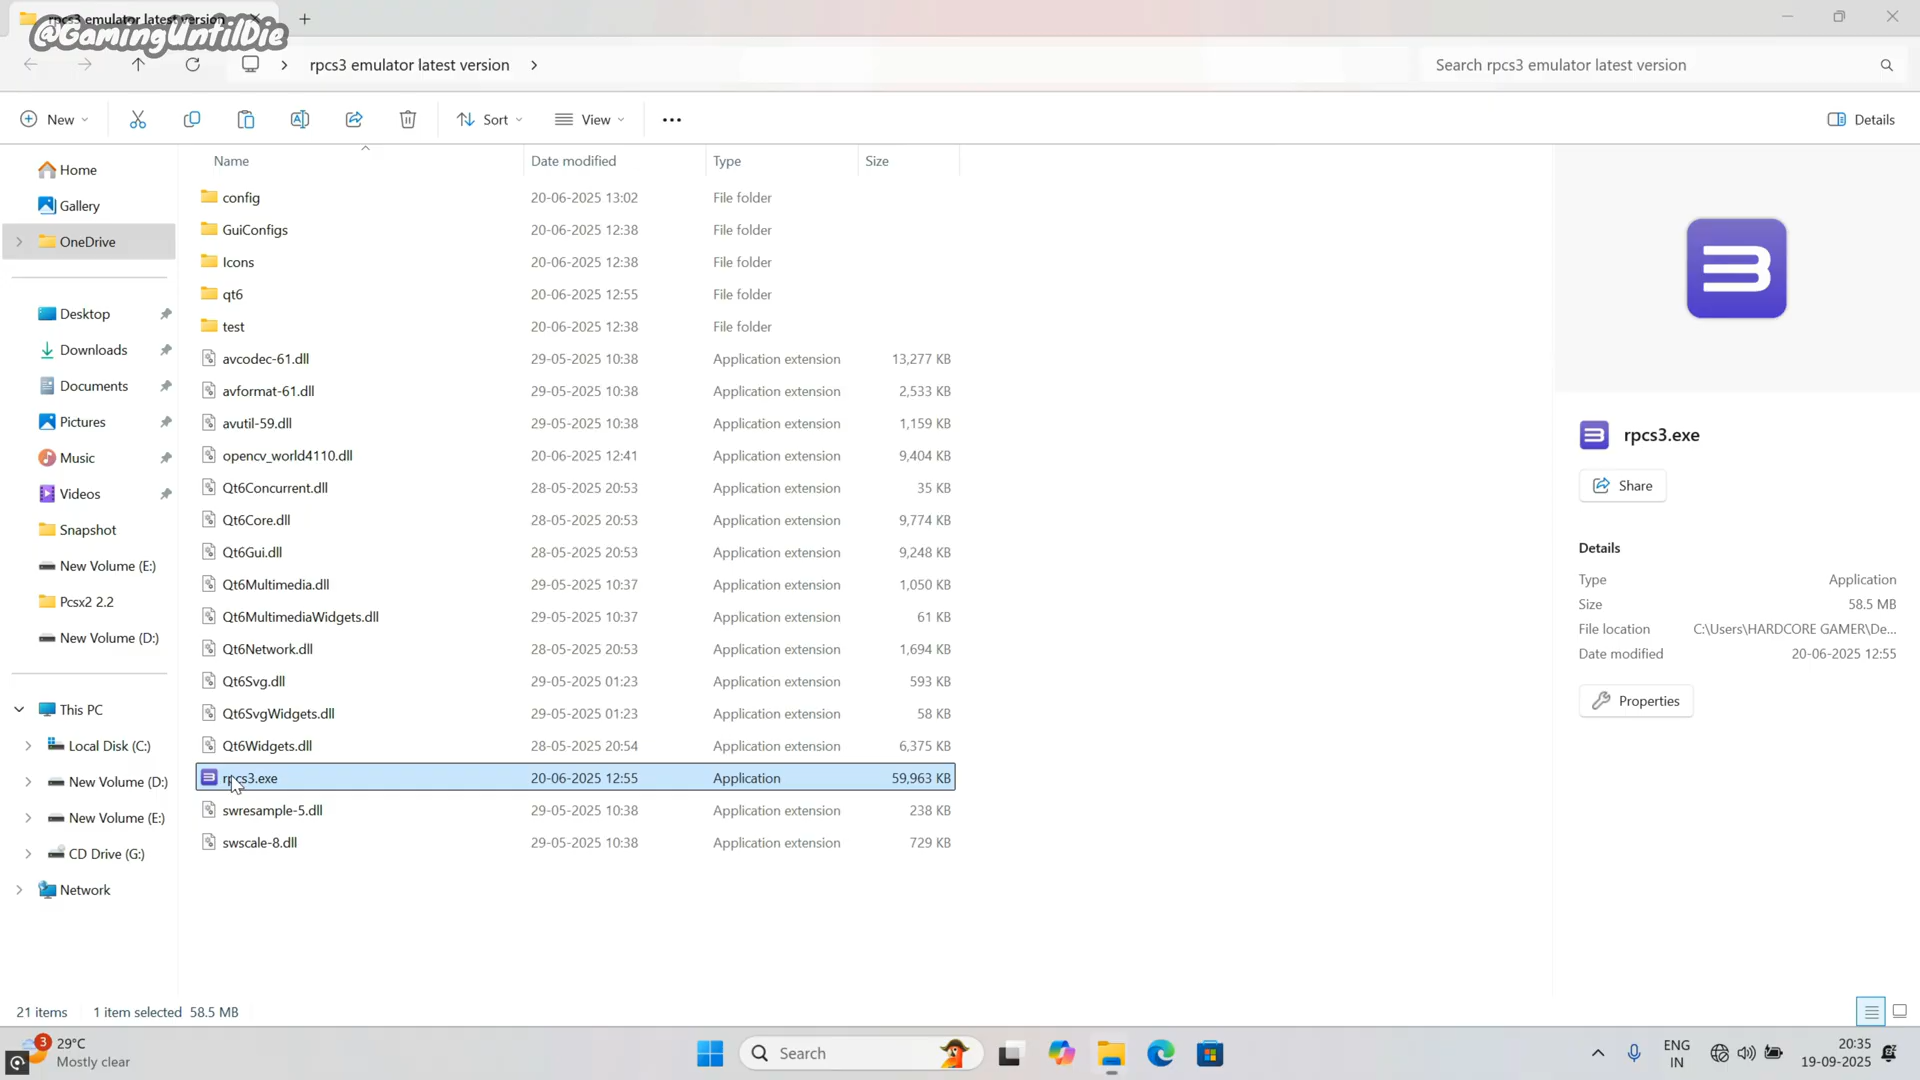 rpcs3 emulator latest version
@GamingUntilDie
rpcs3 emulator latest version
Search rpcs3 emulator latest version
New
Sort
View
Details
Name Date modified Type Size
Home
Gallery
OneDrive
Desktop
Downloads
Documents
Pictures
Music
Videos
Snapshot
New Volume (E:)
Pcsx2 2.2
New Volume (D:)
This PC
Local Disk (C:)
New Volume (D:)
New Volume (E:)
CD Drive (G:)
Network
config 20-06-2025 13:02 File folder
GuiConfigs 20-06-2025 12:38 File folder
Icons 20-06-2025 12:38 File folder
qt6 20-06-2025 12:55 File folder
test 20-06-2025 12:38 File folder
avcodec-61.dll 29-05-2025 10:38 Application extension 13,277 KB
avformat-61.dll 29-05-2025 10:38 Application extension 2,533 KB
avutil-59.dll 29-05-2025 10:38 Application extension 1,159 KB
opencv_world4110.dll 20-06-2025 12:41 Application extension 9,404 KB
Qt6Concurrent.dll 28-05-2025 20:53 Application extension 35 KB
Qt6Core.dll 28-05-2025 20:53 Application extension 9,774 KB
Qt6Gui.dll 28-05-2025 20:53 Application extension 9,248 KB
Qt6Multimedia.dll 29-05-2025 10:37 Application extension 1,050 KB
Qt6MultimediaWidgets.dll 29-05-2025 10:37 Application extension 61 KB
Qt6Network.dll 28-05-2025 20:53 Application extension 1,694 KB
Qt6Svg.dll 29-05-2025 01:23 Application extension 593 KB
Qt6SvgWidgets.dll 29-05-2025 01:23 Application extension 58 KB
Qt6Widgets.dll 28-05-2025 20:54 Application extension 6,375 KB
rpcs3.exe 20-06-2025 12:55 Application 59,963 KB
swresample-5.dll 29-05-2025 10:38 Application extension 238 KB
swscale-8.dll 29-05-2025 10:38 Application extension 729 KB
rpcs3.exe
Share
Details
Type Application
Size 58.5 MB
File location C:\Users\HARDCORE GAMER\De...
Date modified 20-06-2025 12:55
Properties
21 items 1 item selected 58.5 MB
3
29°C
Mostly clear
Search
ENG
IN
20:35
19-09-2025